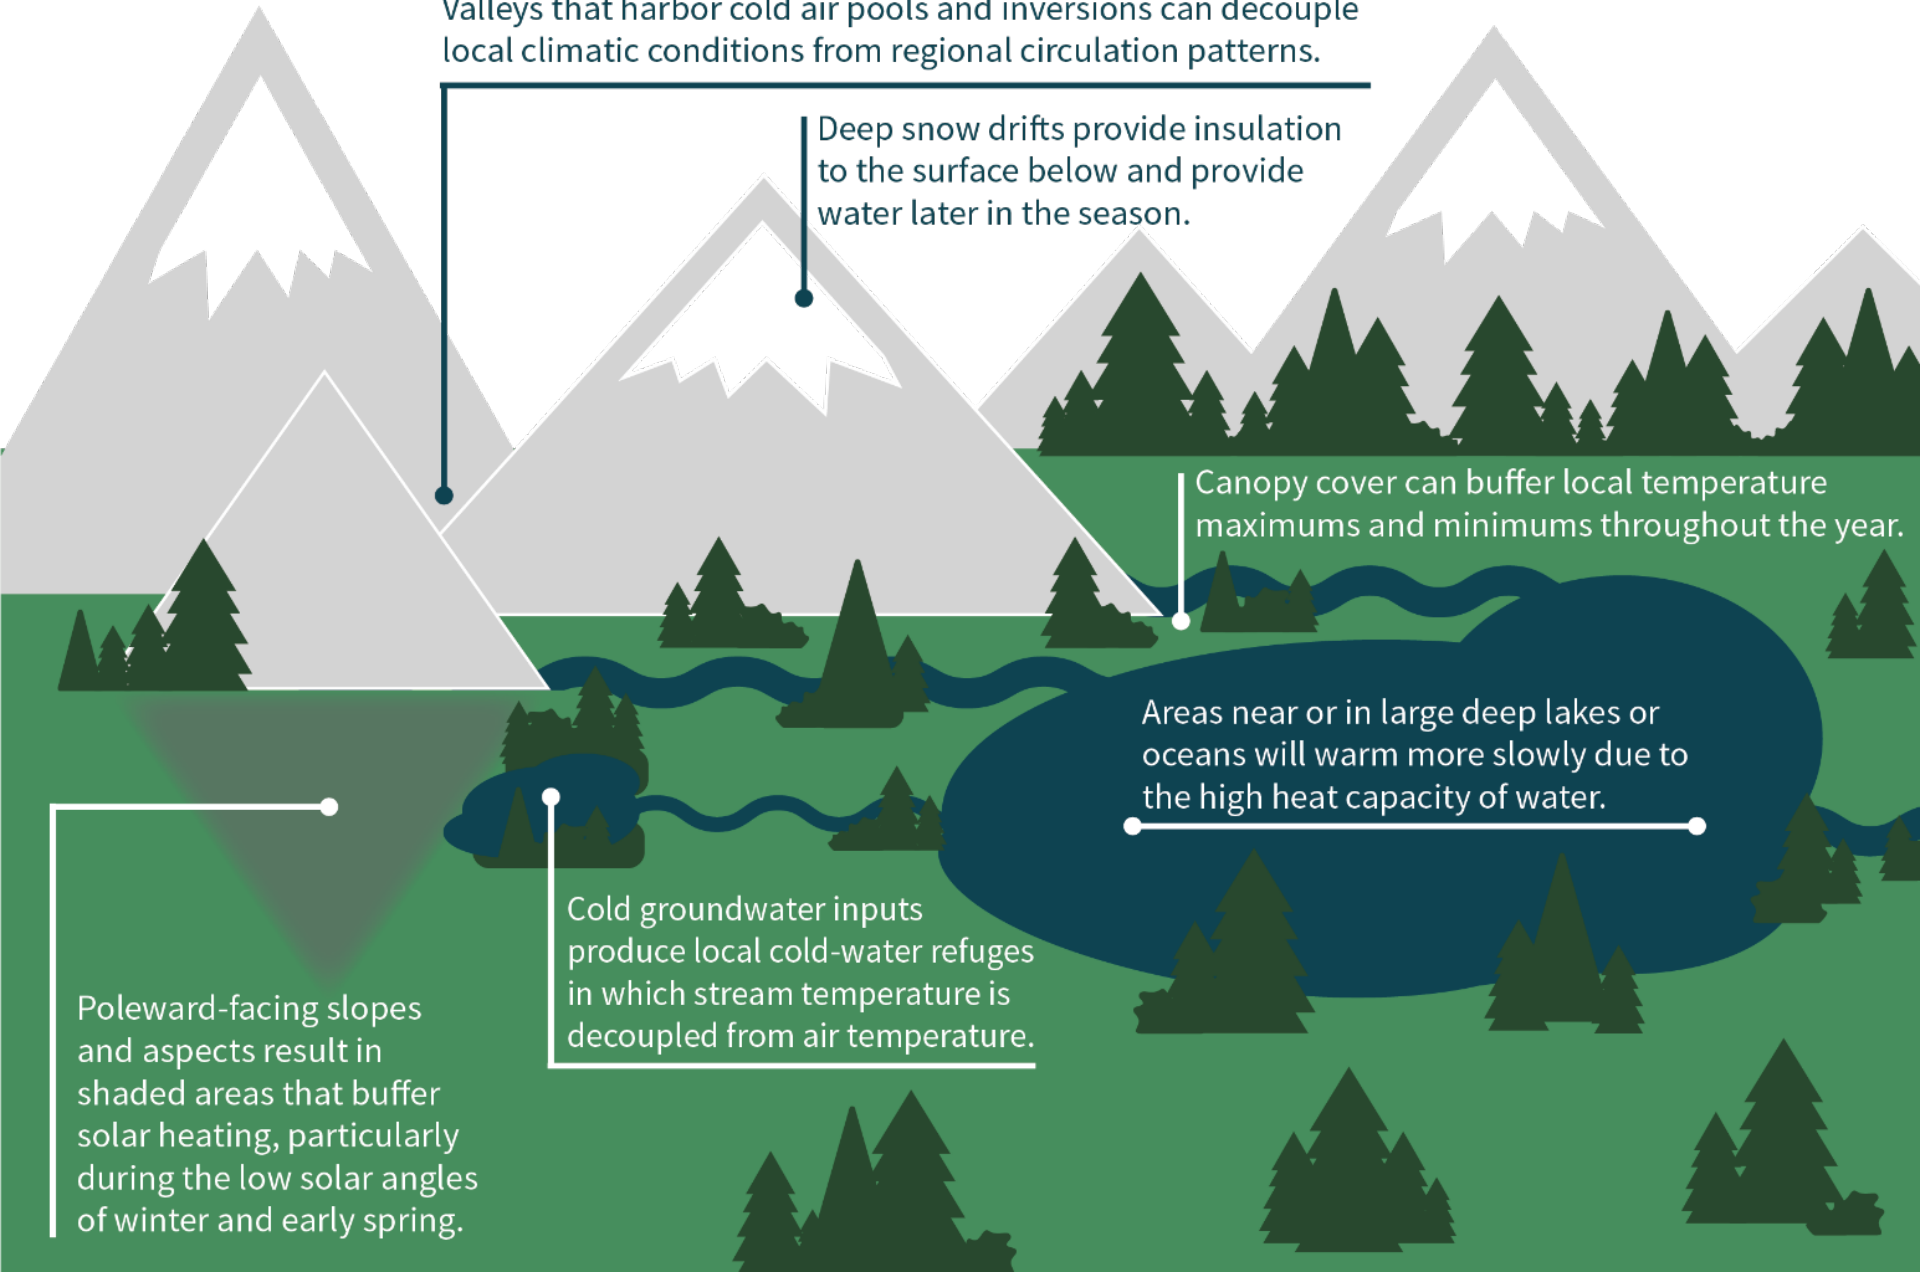 Valleys that harbor cold air pools and inversions can decouple
local climatic conditions from regional circulation patterns.
Deep snow drifts provide insulation
to the surface below and provide
water later in the season.
Canopy cover can buffer local temperature
maximums and minimums throughout the year.
Areas near or in large deep lakes or
oceans will warm more slowly due to
the high heat capacity of water.
Cold groundwater inputs
produce local cold-water refuges
in which stream temperature is
decoupled from air temperature.
Poleward-facing slopes
and aspects result in
shaded areas that buffer
solar heating, particularly
during the low solar angles
of winter and early spring.